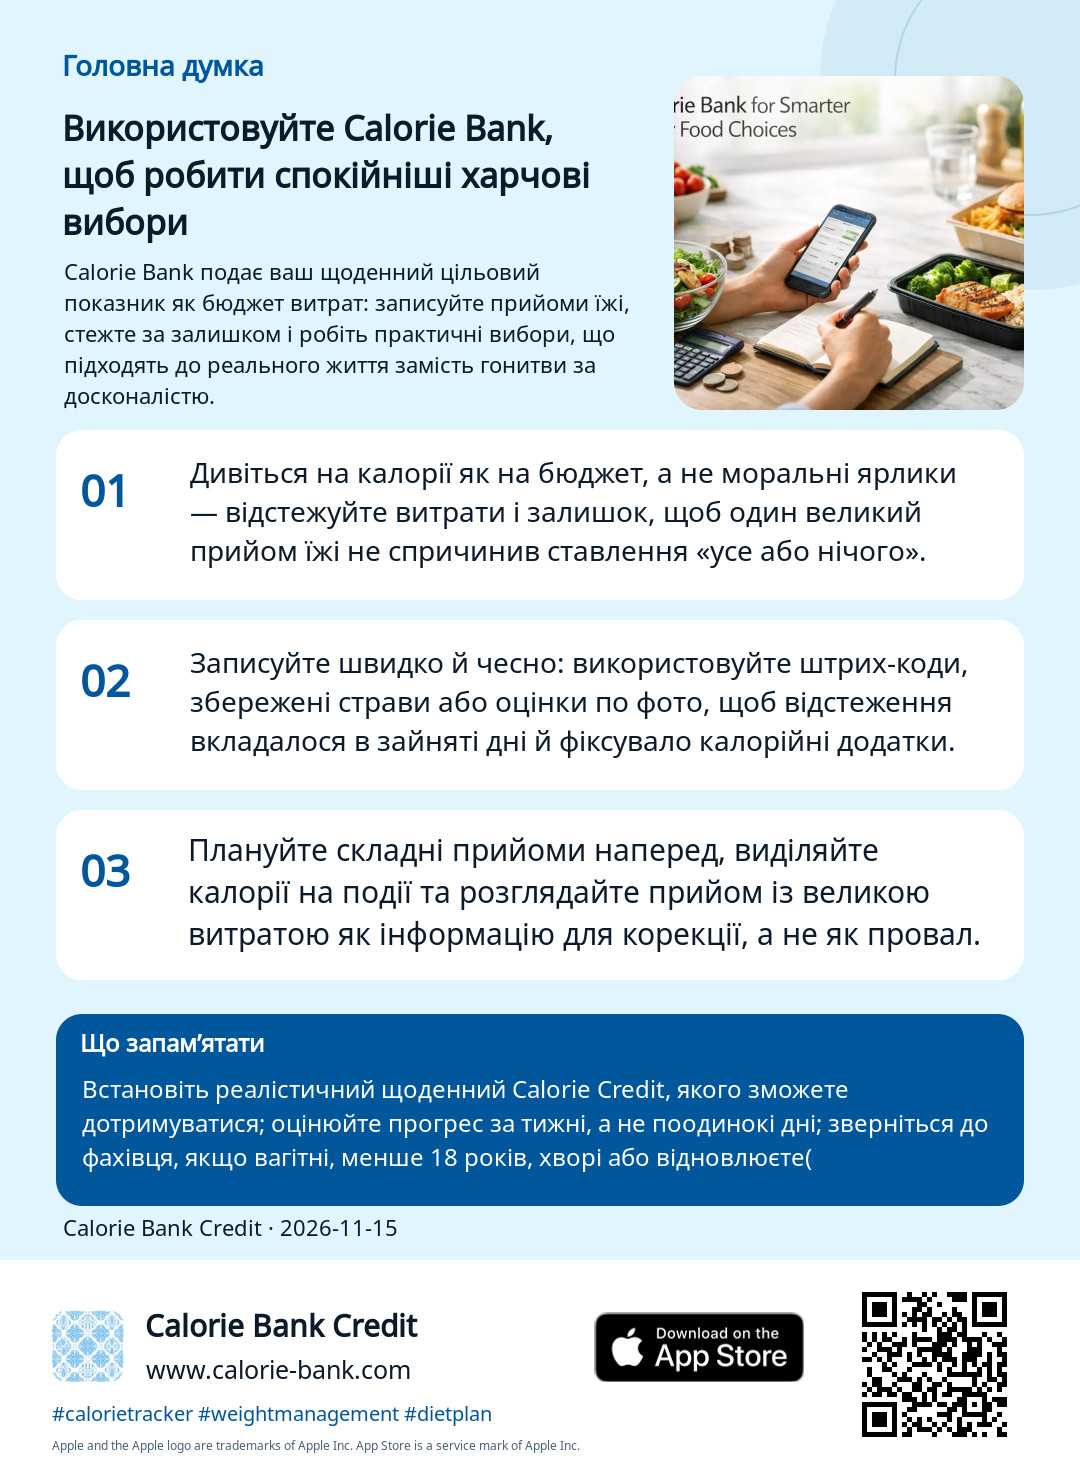 Головна думка
Використовуйте Calorie Bank,
щоб робити спокійніші харчові
вибори
Calorie Bank подає ваш щоденний цільовий
показник як бюджет витрат: записуйте прийоми їжі,
стежте за залишком і робіть практичні вибори, що
підходять до реального життя замість гонитви за
досконалістю.
rie Bank for Smarter
Food Choices
01
Дивіться на калорії як на бюджет, а не моральні ярлики
— відстежуйте витрати і залишок, щоб один великий
прийом їжі не спричинив ставлення «усе або нічого».
02
Записуйте швидко й чесно: використовуйте штрих-коди,
збережені страви або оцінки по фото, щоб відстеження
вкладалося в зайняті дні й фіксувало калорійні додатки.
03
Плануйте складні прийоми наперед, виділяйте
калорії на події та розглядайте прийом із великою
витратою як інформацію для корекції, а не як провал.
Що запам’ятати
Встановіть реалістичний щоденний Calorie Credit, якого зможете
дотримуватися; оцінюйте прогрес за тижні, а не поодинокі дні; зверніться до
фахівця, якщо вагітні, менше 18 років, хворі або відновлюєте(
Calorie Bank Credit · 2026-11-15
Calorie Bank Credit
www.calorie-bank.com
Download on the
App Store
#calorietracker #weightmanagement #dietplan
Apple and the Apple logo are trademarks of Apple Inc. App Store is a service mark of Apple Inc.